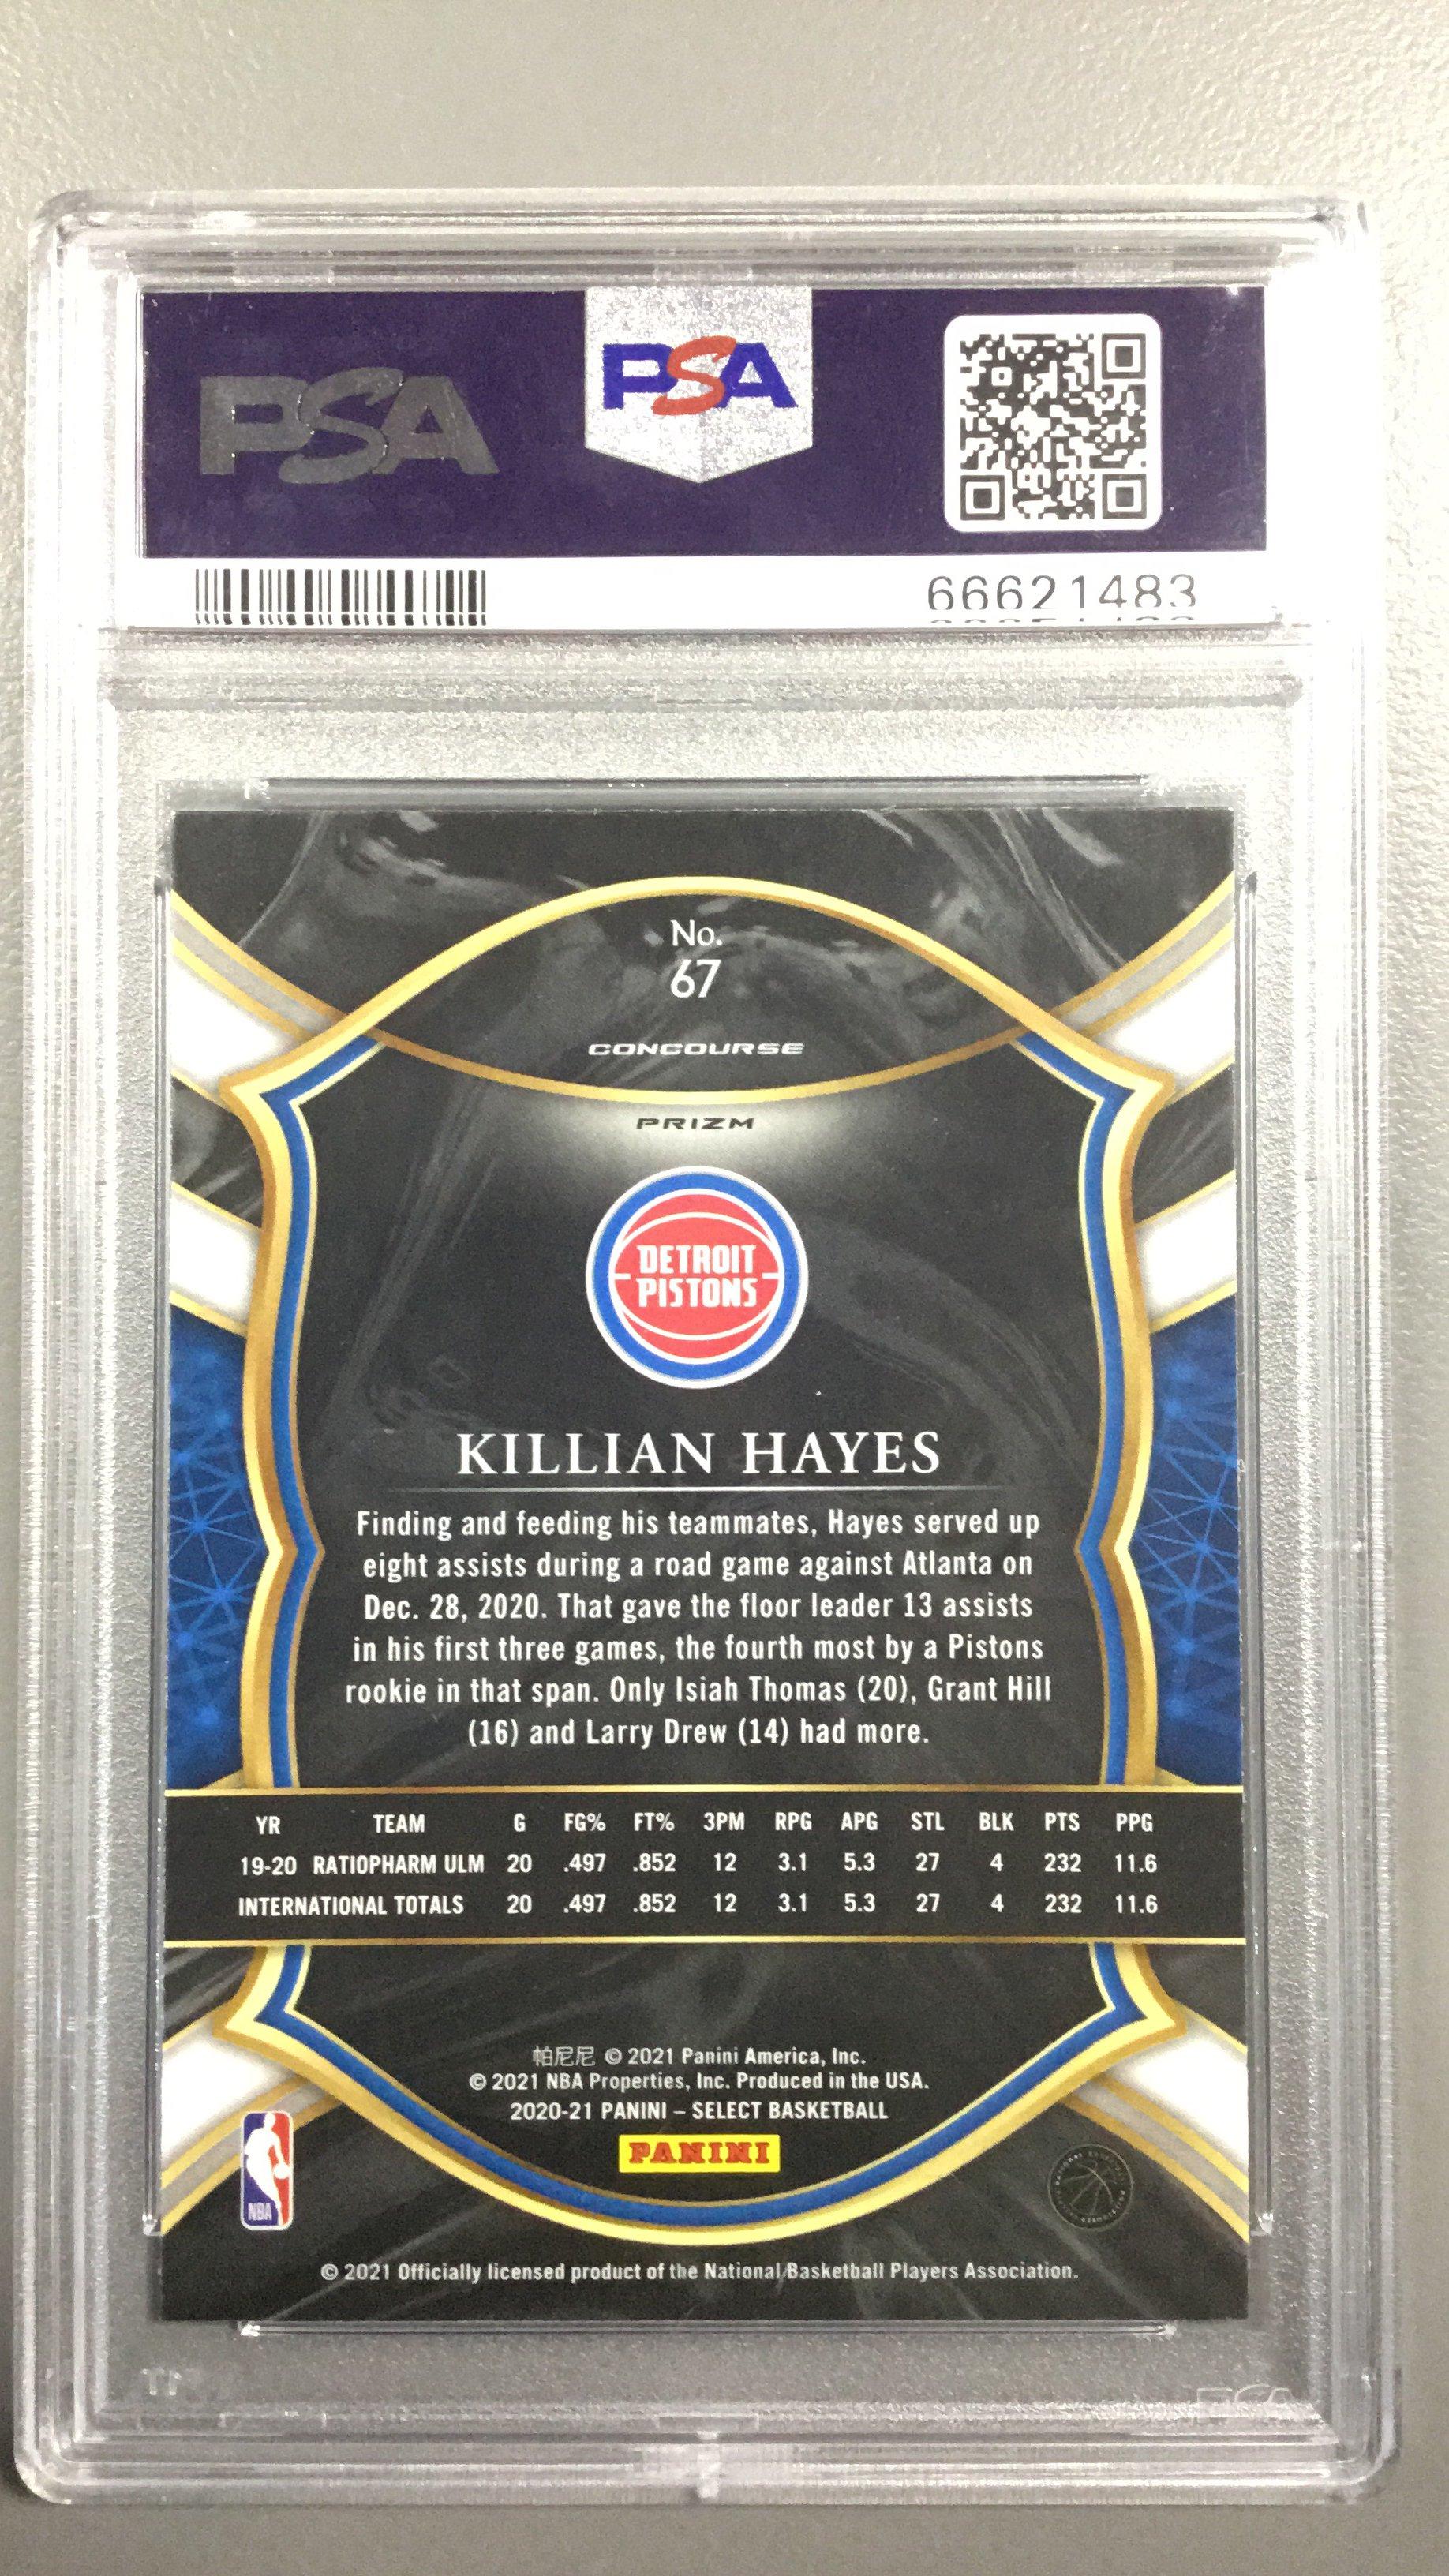 PSA
PSA
66621483
No.
67
CONCOURSE
PRIZM
DETROIT
PISTONS
KILLIAN HAYES
Finding and feeding his teammates, Hayes served up
eight assists during a road game against Atlanta on
Dec. 28, 2020. That gave the floor leader 13 assists
in his first three games, the fourth most by a Pistons
rookie in that span. Only Isiah Thomas (20), Grant Hill
(16) and Larry Drew (14) had more.
YR TEAM G FG% FT% 3PM RPG APG STL BLK PTS PPG
19-20 RATIOPHARM ULM 20 .497 .852 12 3.1 5.3 27 4 232 11.6
INTERNATIONAL TOTALS 20 .497 .852 12 3.1 5.3 27 4 232 11.6
帕尼尼 © 2021 Panini America, Inc.
© 2021 NBA Properties, Inc. Produced in the USA.
2020-21 PANINI – SELECT BASKETBALL
PANINI
NBA
© 2021 Officially licensed product of the National Basketball Players Association.